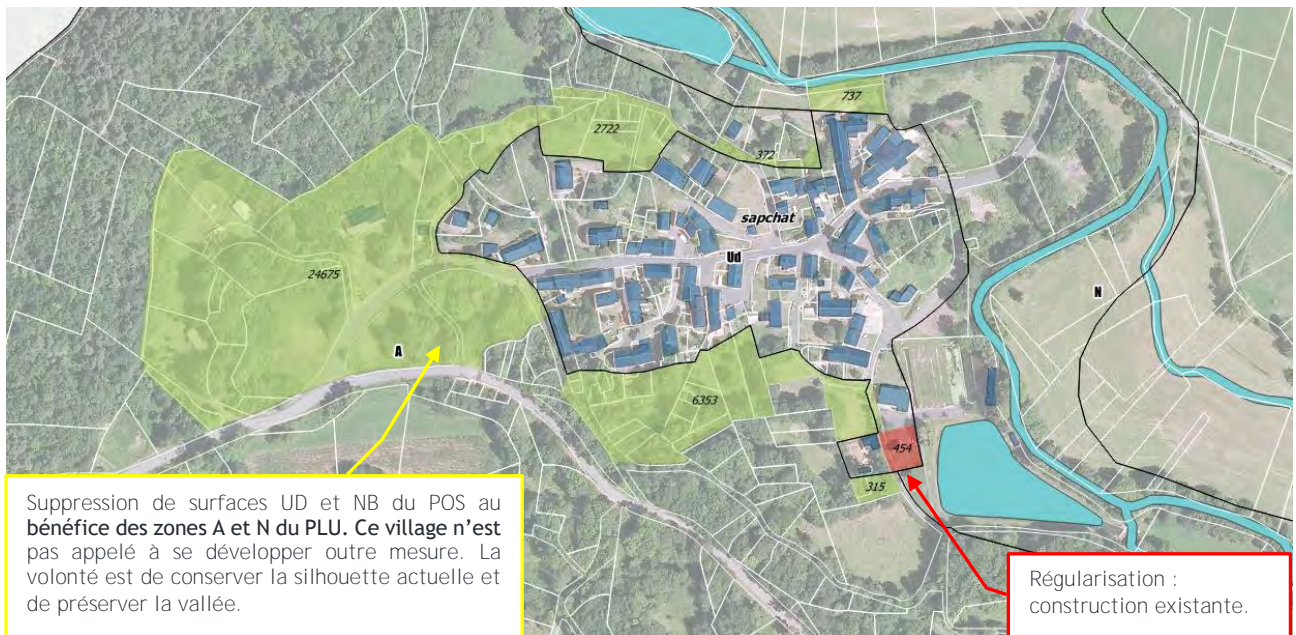 737
2722
372
sapchat
Ud
24675
N
A
6353
454
315
Suppression de surfaces UD et NB du POS au
bénéfice des zones A et N du PLU. Ce village n’est
pas appelé à se développer outre mesure. La
volonté est de conserver la silhouette actuelle et
de préserver la vallée.
Régularisation :
construction existante.